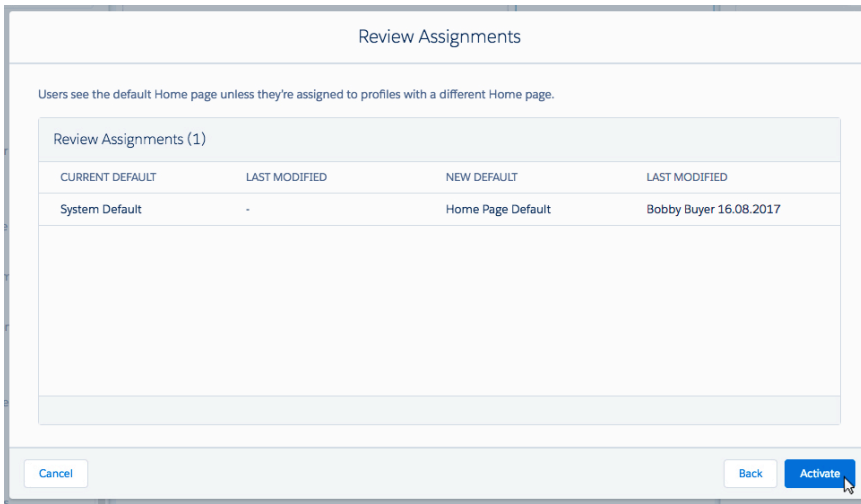 Review Assignments
Users see the default Home page unless they're assigned to profiles with a different Home page.
Review Assignments (1)
CURRENT DEFAULT LAST MODIFIED NEW DEFAULT LAST MODIFIED
System Default - Home Page Default Bobby Buyer 16.08.2017
Cancel Back Activate